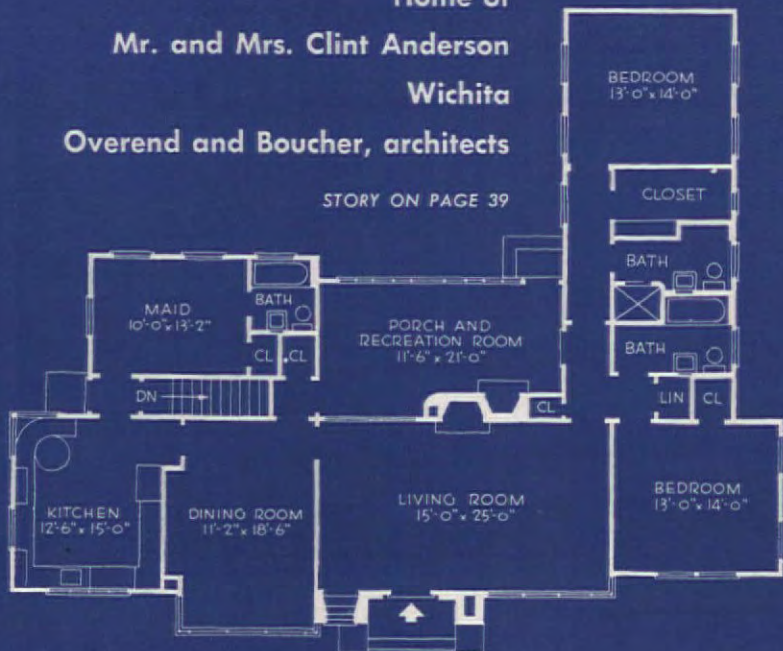 Home of
Mr. and Mrs. Clint Anderson
Wichita
Overend and Boucher, architects
STORY ON PAGE 39
BEDROOM
13'-0" x 14'-0"
CLOSET
BATH
MAID
10'-0" x 13'-2"
BATH
CL
CL
PORCH AND
RECREATION ROOM
11'-6" x 21'-0"
BATH
DN
CL
LIN
CL
KITCHEN
12'-6" x 15'-0"
DINING ROOM
11'-2" x 18'-6"
LIVING ROOM
15'-0" x 25'-0"
BEDROOM
13'-0" x 14'-0"